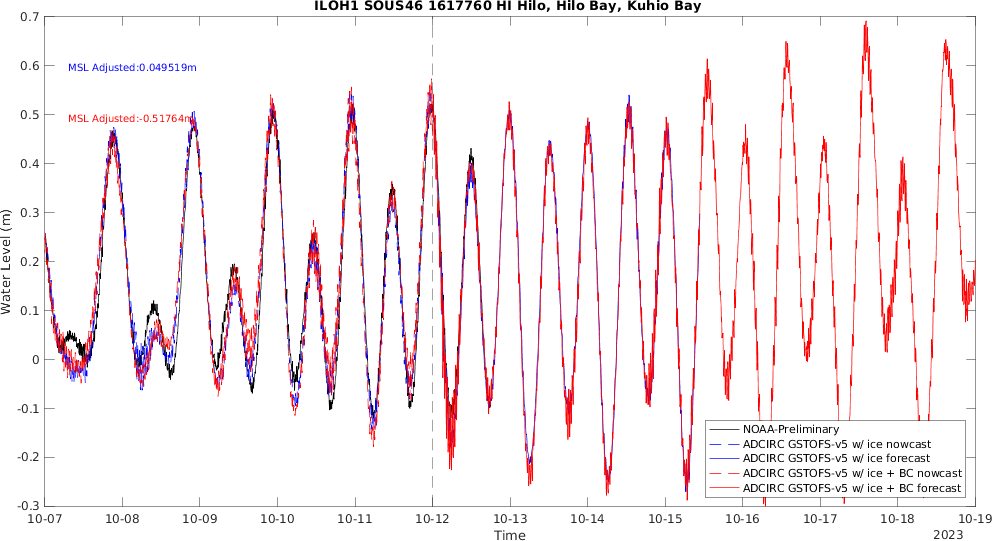 ILOH1 SOUS46 1617760 HI Hilo, Hilo Bay, Kuhio Bay
0.7
0.6
0.5
0.4
0.3
0.2
0.1
0
-0.1
-0.2
-0.3
Water Level (m)
MSL Adjusted:0.049519m
MSL Adjusted:-0.51764m
NOAA-Preliminary
ADCIRC GSTOFS-v5 w/ ice nowcast
ADCIRC GSTOFS-v5 w/ ice forecast
ADCIRC GSTOFS-v5 w/ ice + BC nowcast
ADCIRC GSTOFS-v5 w/ ice + BC forecast
10-07 10-08 10-09 10-10 10-11 10-12 10-13 10-14 10-15 10-16 10-17 10-18 10-19
Time
2023